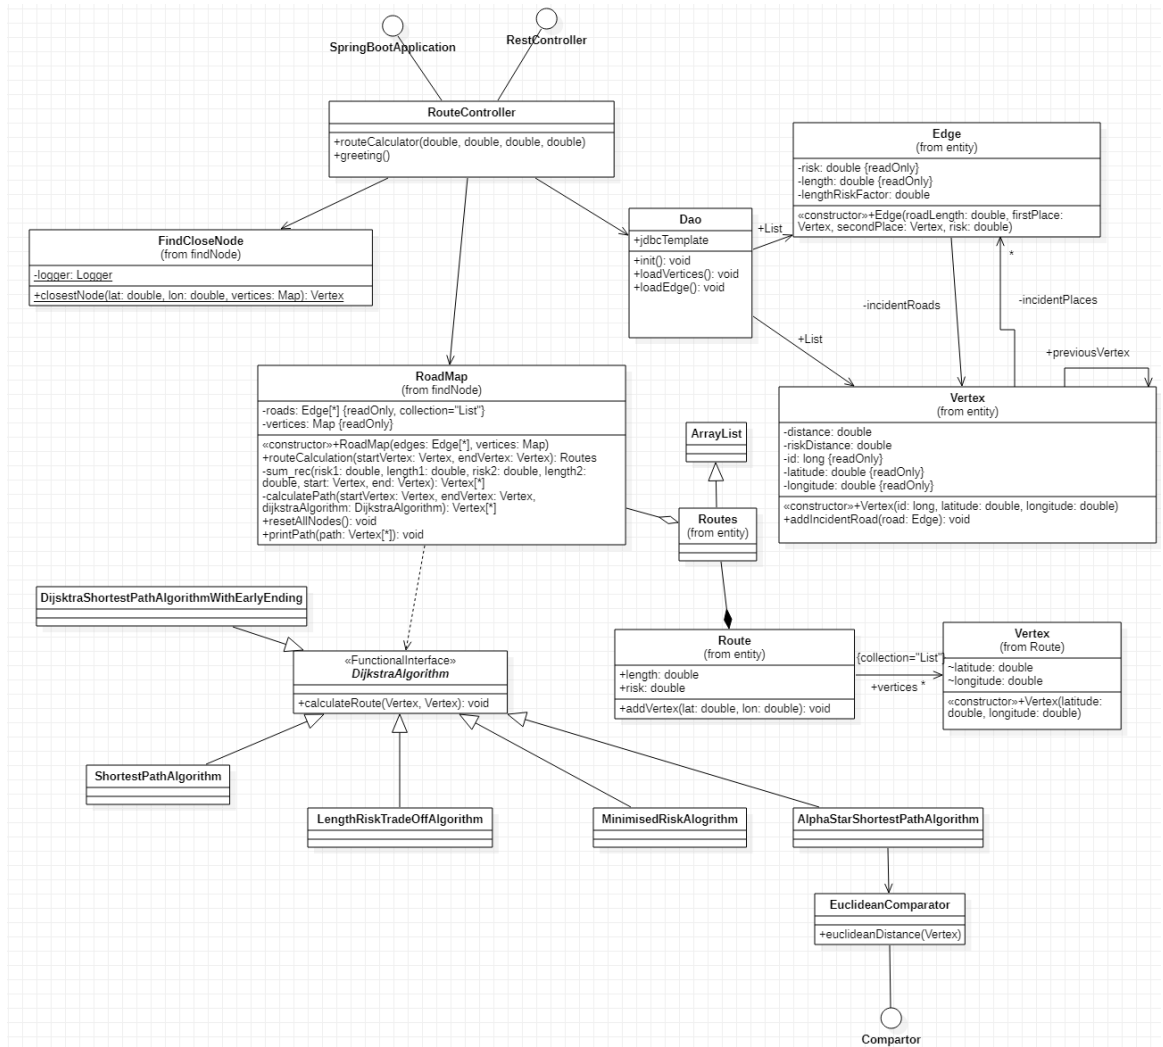 SpringBootApplication
RestController
RouteController
+routeCalculator(double, double, double, double)
+greeting()
Edge
(from entity)
-risk: double {readOnly}
-length: double {readOnly}
-lengthRiskFactor: double
«constructor»+Edge(roadLength: double, firstPlace:
Vertex, secondPlace: Vertex, risk: double)
Dao
+jdbcTemplate
+init(): void
+loadVertices(): void
+loadEdge(): void
+List
+List
FindCloseNode
(from findNode)
-logger: Logger
+closestNode(lat: double, lon: double, vertices: Map): Vertex
*
-incidentRoads
-incidentPlaces
+previousVertex
RoadMap
(from findNode)
-roads: Edge[*] {readOnly, collection="List"}
-vertices: Map {readOnly}
«constructor»+RoadMap(edges: Edge[*], vertices: Map)
+routeCalculation(startVertex: Vertex, endVertex: Vertex): Routes
-sum_rec(risk1: double, length1: double, risk2: double, length2:
double, start: Vertex, end: Vertex): Vertex[*]
-calculatePath(startVertex: Vertex, endVertex: Vertex,
dijkstraAlgorithm: DijkstraAlgorithm): Vertex[*]
+resetAllNodes(): void
+printPath(path: Vertex[*]): void
Vertex
(from entity)
-distance: double
-riskDistance: double
-id: long {readOnly}
-latitude: double {readOnly}
-longitude: double {readOnly}
«constructor»+Vertex(id: long, latitude: double, longitude: double)
+addIncidentRoad(road: Edge): void
ArrayList
Routes
(from entity)
DijsktraShortestPathAlgorithmWithEarlyEnding
«FunctionalInterface»
DijkstraAlgorithm
+calculateRoute(Vertex, Vertex): void
Route
(from entity)
+length: double
+risk: double
+addVertex(lat: double, lon: double): void
{collection="List"}
+vertices *
Vertex
(from Route)
~latitude: double
~longitude: double
«constructor»+Vertex(latitude:
double, longitude: double)
ShortestPathAlgorithm
LengthRiskTradeOffAlgorithm
MinimisedRiskAlogrithm
AlphaStarShortestPathAlgorithm
EuclideanComparator
+euclideanDistance(Vertex)
Compartor